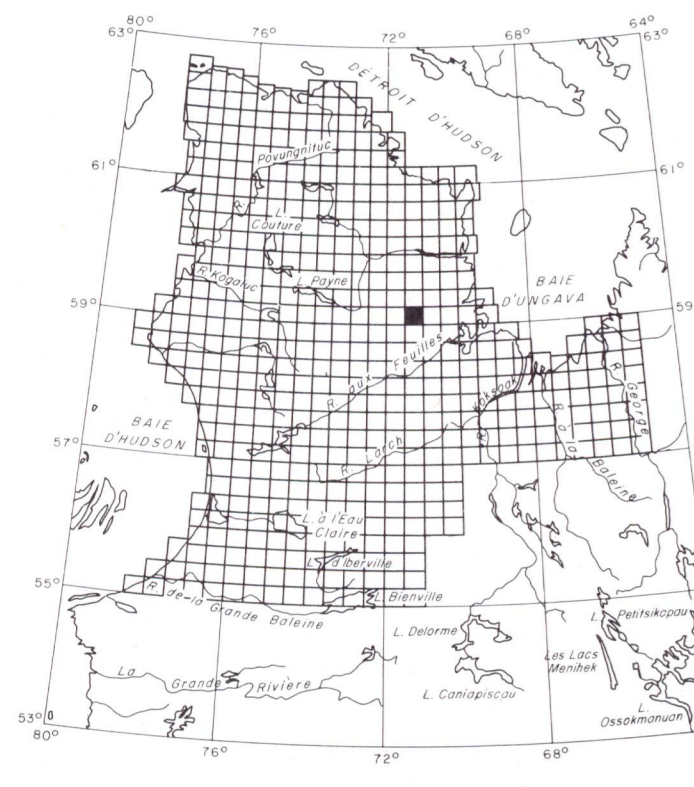 80°
63°
76°
72°
68°
64°
63°
DÉTROIT D'HUDSON
61°
Povungnituc
R.
61°
L.
Couture
R. Kogaluc
L. Payne
BAIE
D'UNGAVA
59°
59
R. aux Feuilles
Koksoak
R.
R. George
R. à la Baleine
BAIE
D'HUDSON
57°
R. Larch
L. à l'Eau
Claire
L. d'Iberville
55°
R. de-la Grande Baleine
L. Bienville
L. Delorme
L. Petitsikapau
Les Lacs
Menihek
La Grande Rivière
L. Caniapiscau
L.
Ossokmanuan
53°
80°
76°
72°
68°